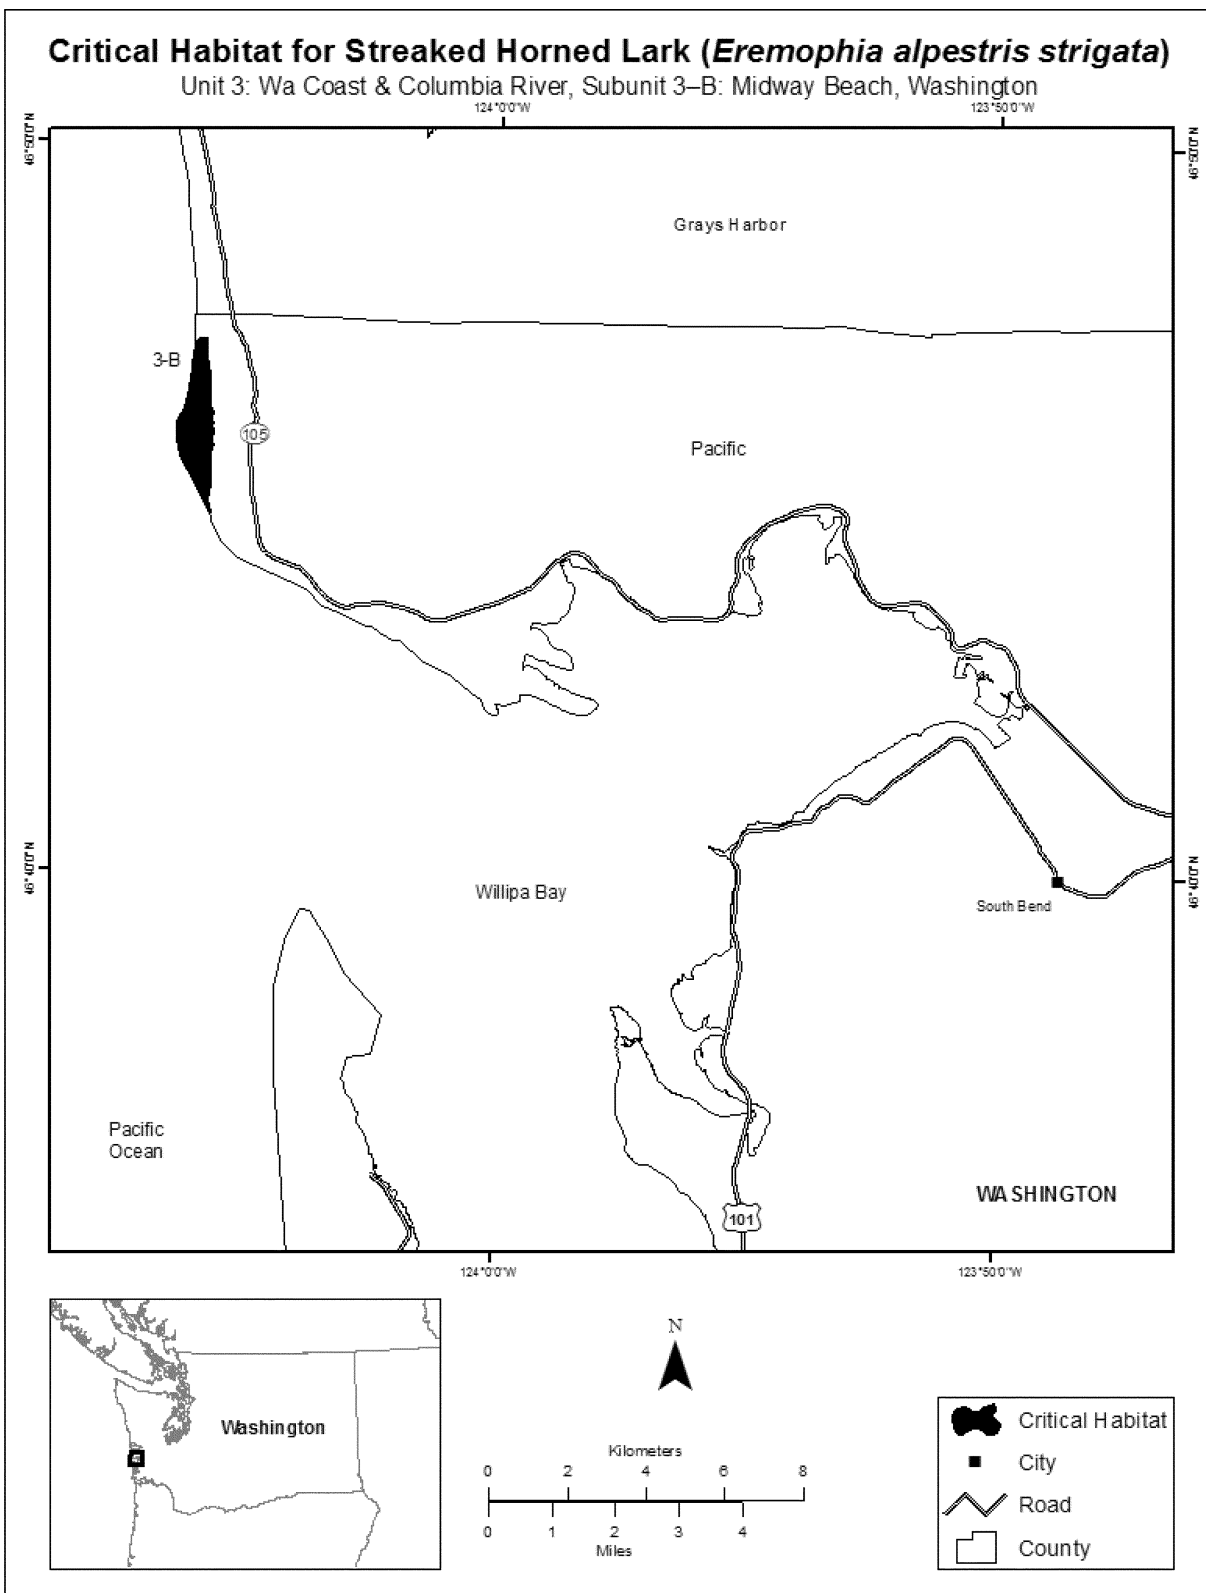 Critical Habitat for Streaked Horned Lark (Eremophia alpestris strigata)
Unit 3: Wa Coast & Columbia River, Subunit 3–B: Midway Beach, Washington
124°0'0"W
123°50'0"W
46°50'0"N
46°50'0"N
Grays Harbor
3-B
105
Pacific
46°40'0"N
46°40'0"N
Willipa Bay
South Bend
Pacific
Ocean
WASHINGTON
101
124°0'0"W
123°50'0"W
Washington
N
Kilometers
0 2 4 6 8
0 1 2 3 4
Miles
Critical Habitat
City
Road
County